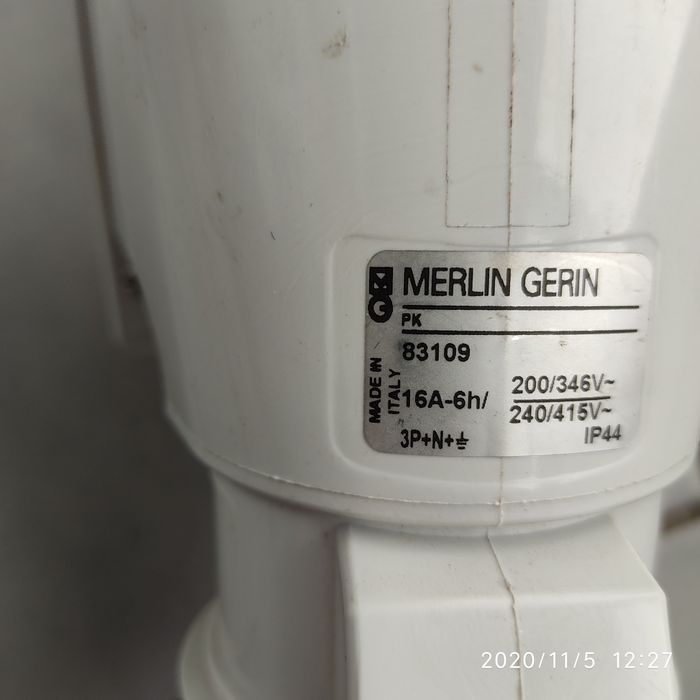 MERLIN GERIN
PK
83109
MADE IN
ITALY
16A-6h/ 200/346V~
240/415V~
3P+N+⏚ IP44
2020/11/5 12:27